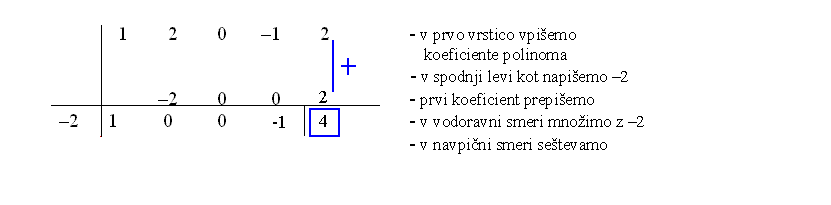 1 2 0 –1 2
+
–2 0 0 2
–2 1 0 0 -1 4
- v prvo vrstico vpišemo
koeficiente polinoma
- v spodnji levi kot napišemo –2
- prvi koeficient prepišemo
- v vodoravni smeri množimo z –2
- v navpični smeri seštevamo